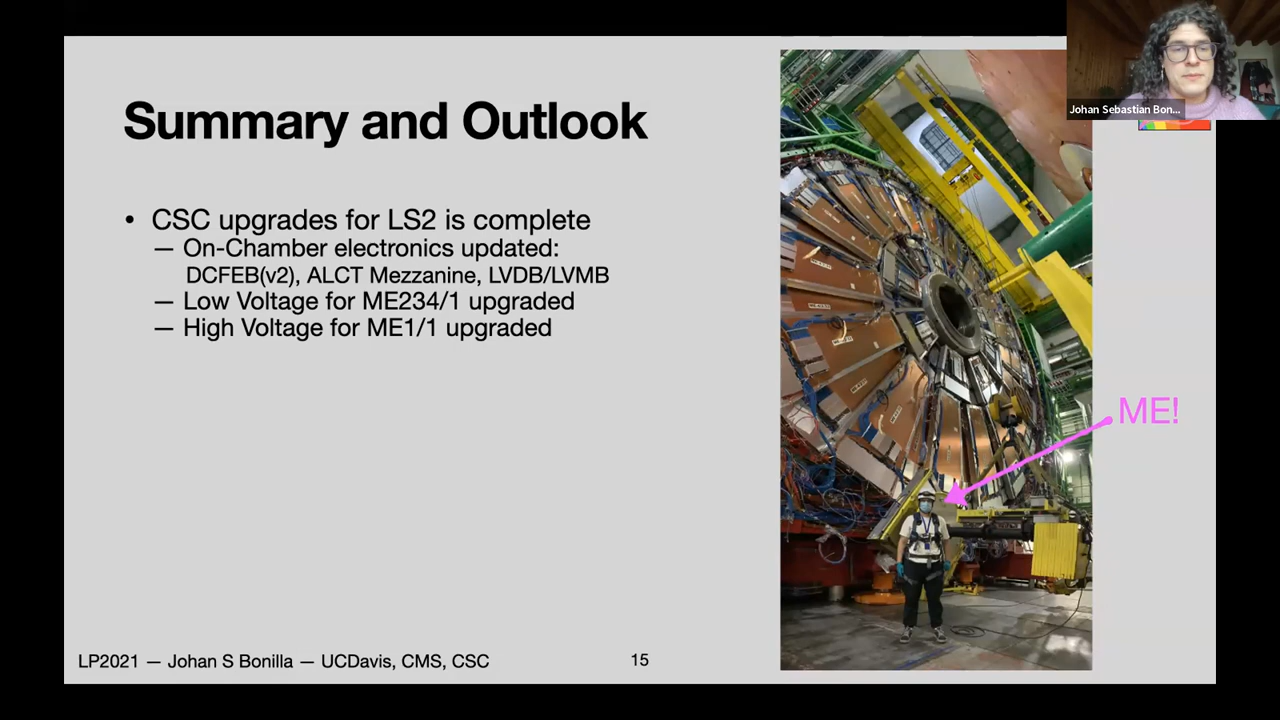 Summary and Outlook
Johan Sebastian Bon...
• CSC upgrades for LS2 is complete
— On-Chamber electronics updated:
DCFEB(v2), ALCT Mezzanine, LVDB/LVMB
— Low Voltage for ME234/1 upgraded
— High Voltage for ME1/1 upgraded
ME!
LP2021 — Johan S Bonilla — UCDavis, CMS, CSC
15